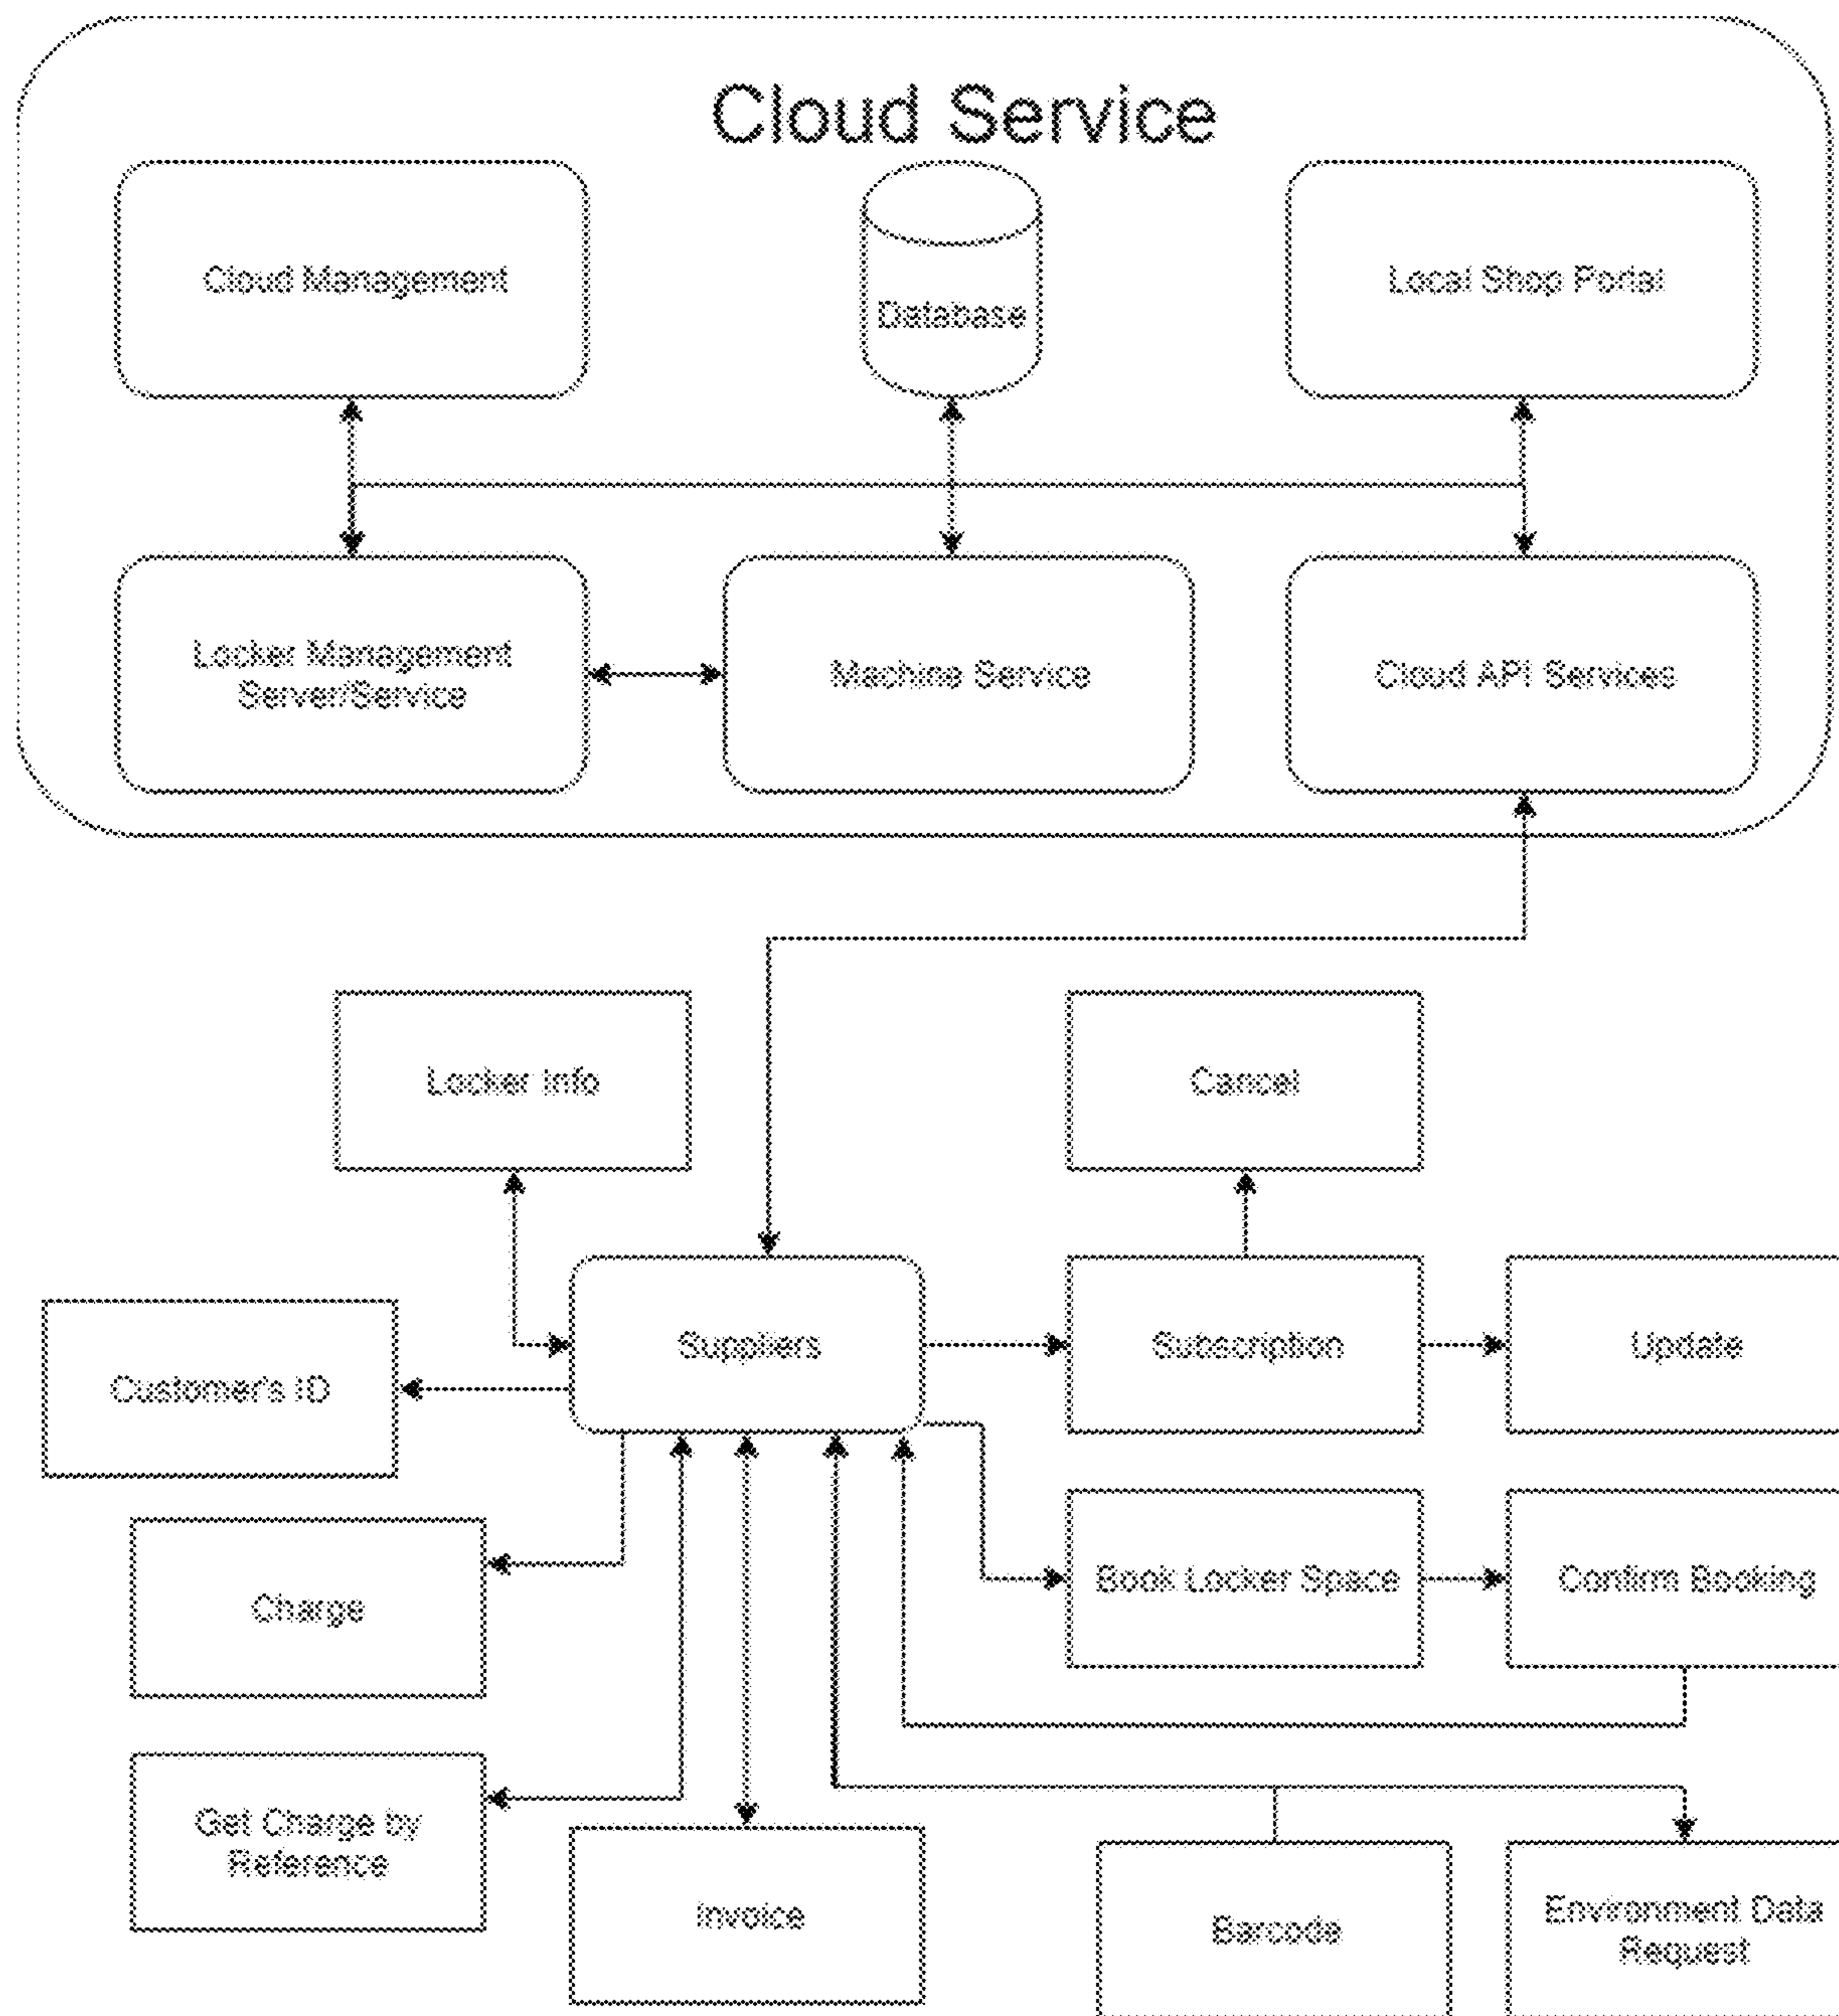 Cloud Service
Cloud Management
Database
Local Shop Portal
Locker Management
Server/Service
Machine Service
Cloud API Services
Locker Info
Cancel
Suppliers
Subscription
Update
Customer's ID
Book Locker Space
Confirm Booking
Charge
Get Charge by
Reference
Invoice
Barcode
Environment Data
Request